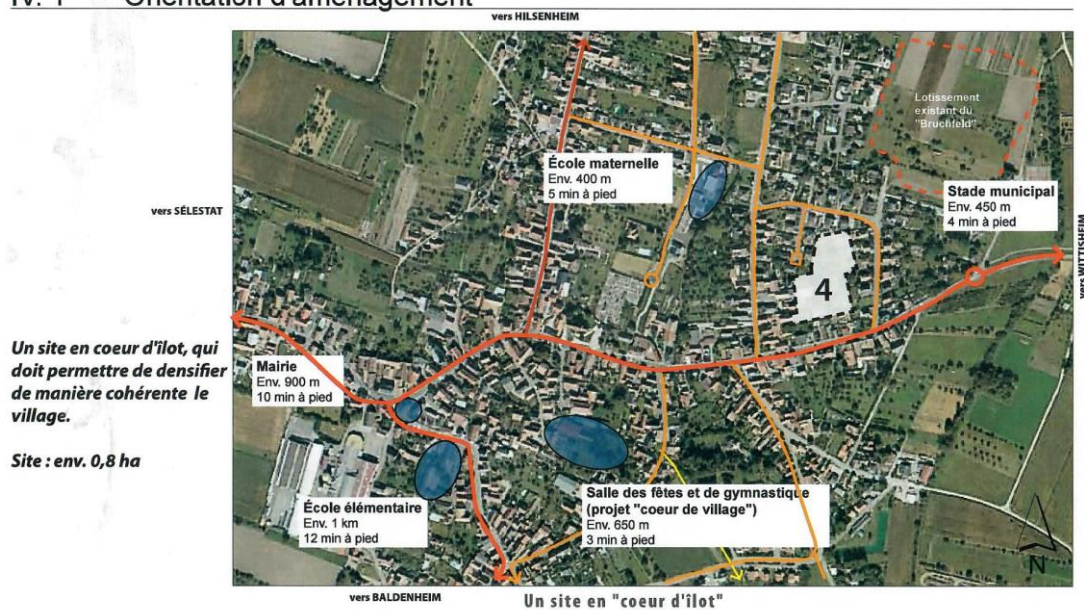 IV. 4 Orientation d'aménagement
vers HILSENHEIM
Lotissement
existant du
"Bruchfeld"
École maternelle
Env. 400 m
5 min à pied
Stade municipal
Env. 450 m
4 min à pied
vers SÉLESTAT
vers WITTISHEIM
4
Un site en coeur d'îlot, qui
doit permettre de densifier
de manière cohérente le
village.
Site : env. 0,8 ha
Mairie
Env. 900 m
10 min à pied
École élémentaire
Env. 1 km
12 min à pied
Salle des fêtes et de gymnastique
(projet "coeur de village")
Env. 650 m
3 min à pied
N
vers BALDENHEIM
Un site en "coeur d'îlot"